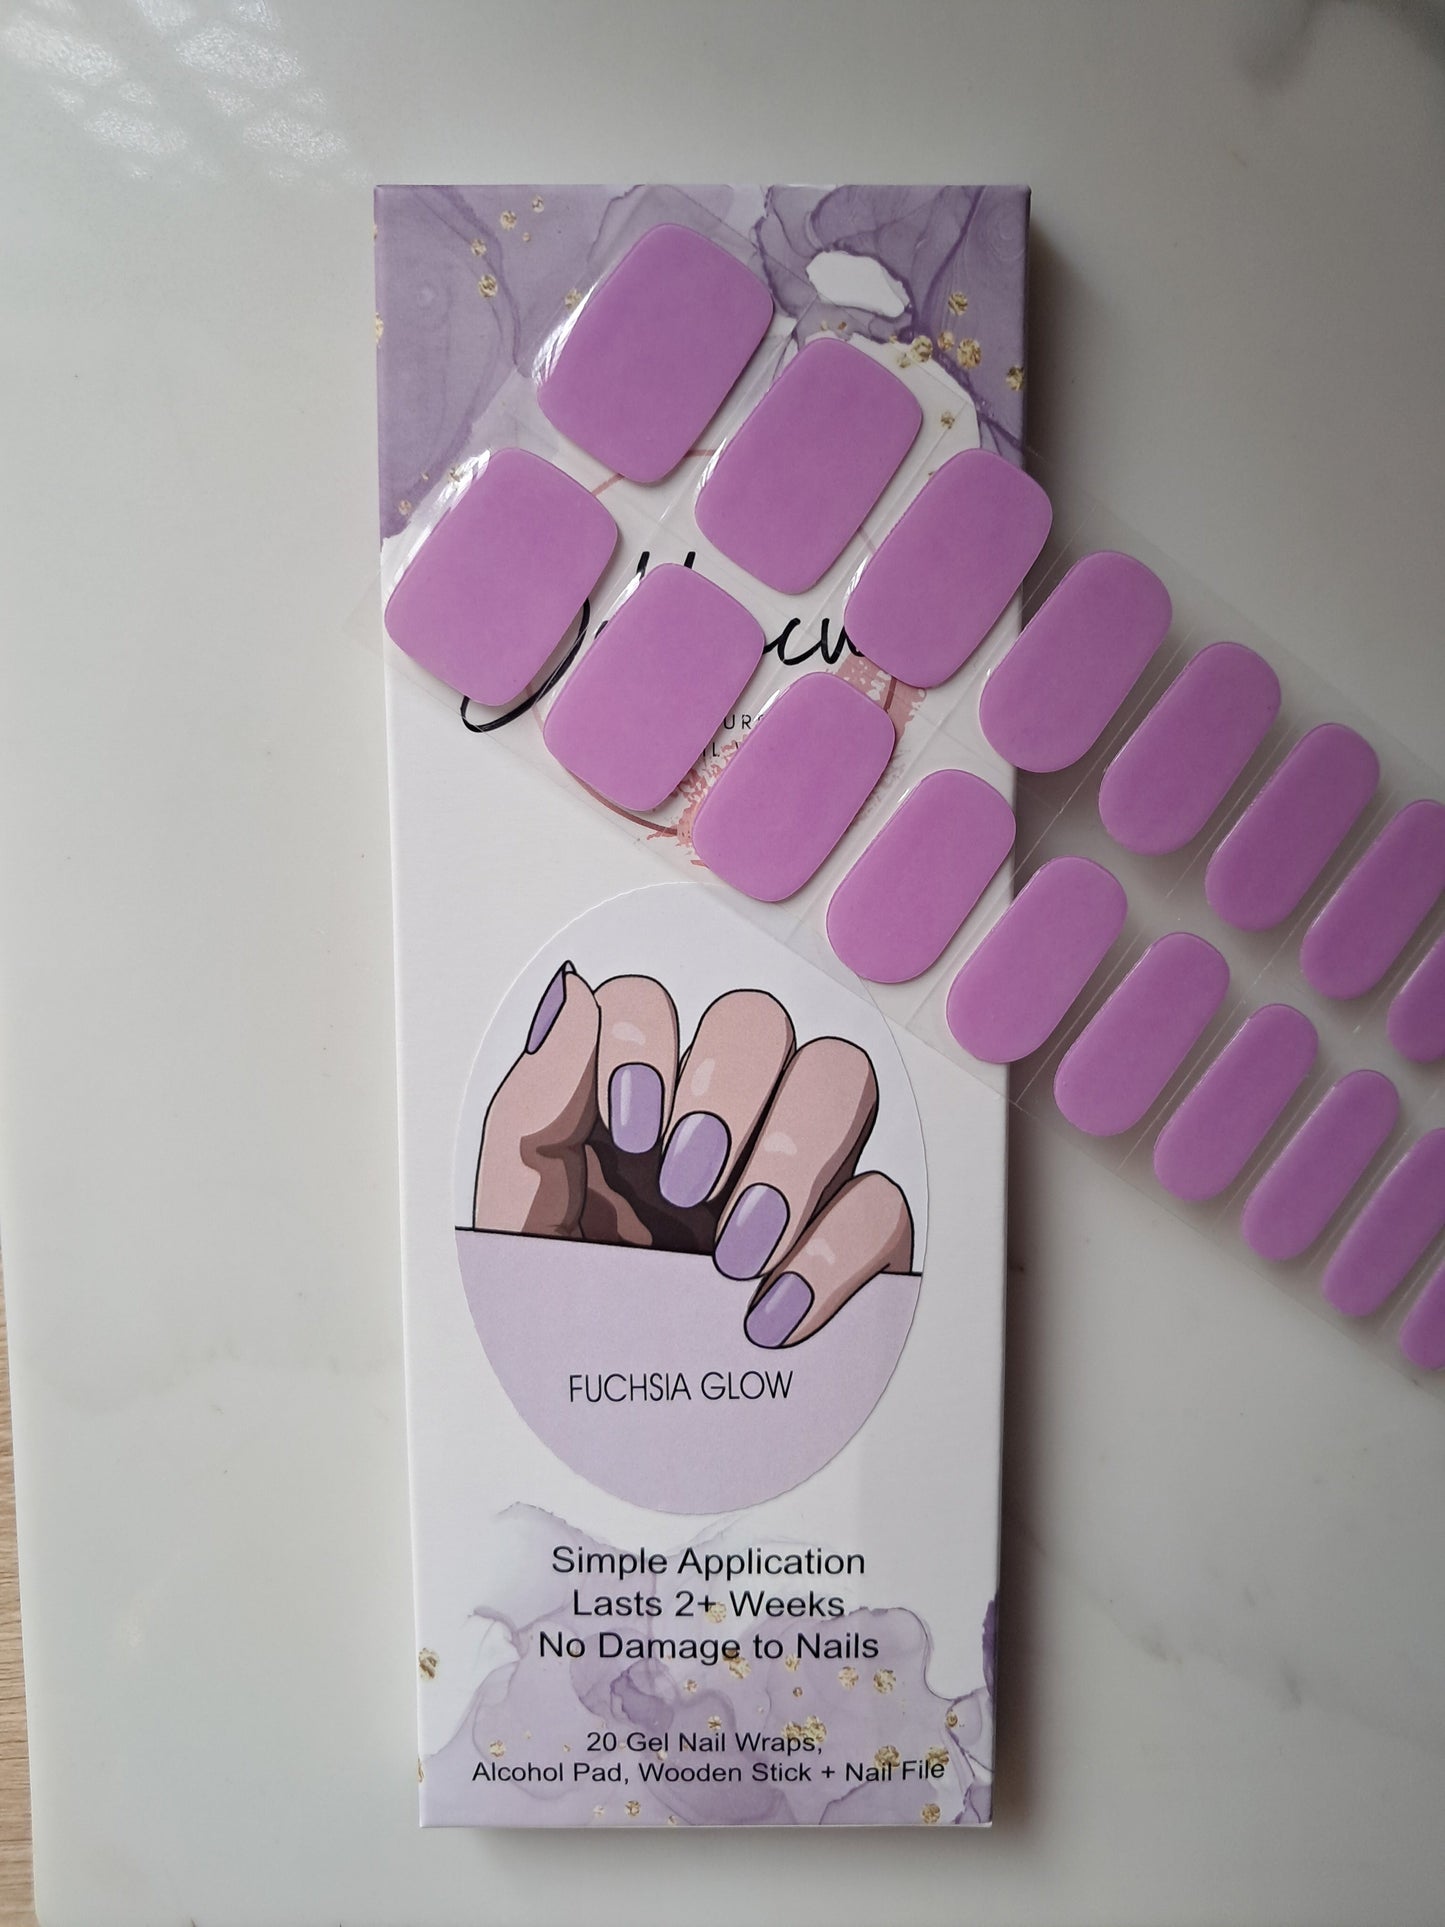 FUCHSIA GLOW
Simple Application
Lasts 2+ Weeks
No Damage to Nails
20 Gel Nail Wraps,
Alcohol Pad, Wooden Stick + Nail File